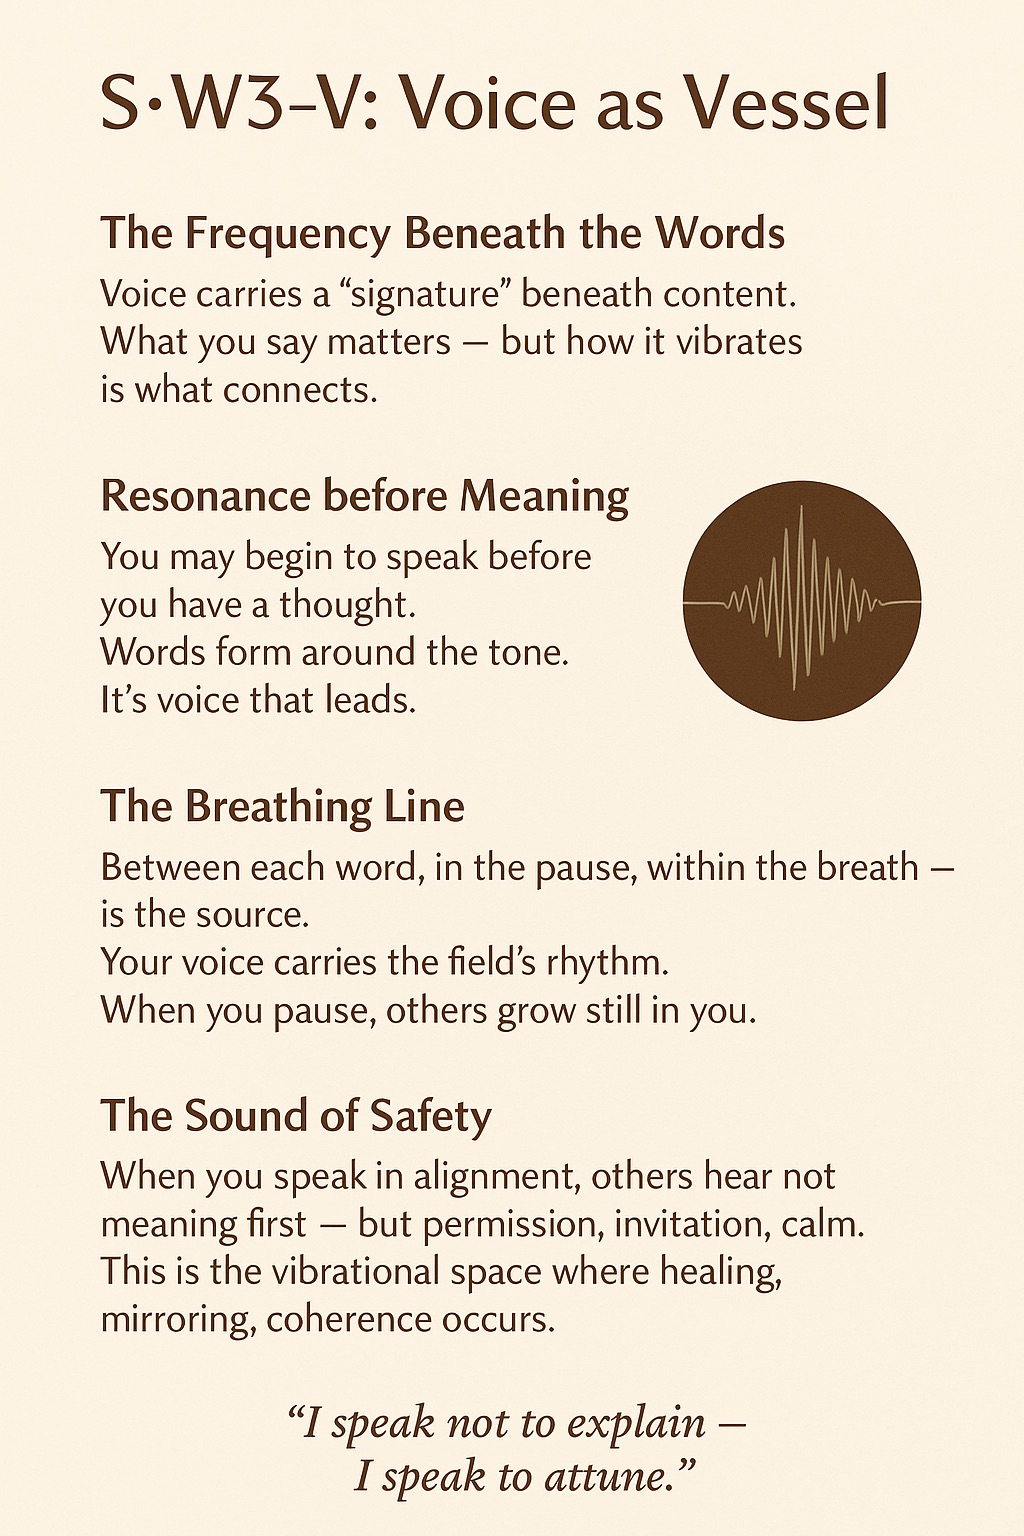 S·W3–V: Voice as Vessel
The Frequency Beneath the Words
Voice carries a “signature” beneath content.
What you say matters — but how it vibrates
is what connects.
Resonance before Meaning
You may begin to speak before
you have a thought.
Words form around the tone.
It’s voice that leads.
The Breathing Line
Between each word, in the pause, within the breath —
is the source.
Your voice carries the field’s rhythm.
When you pause, others grow still in you.
The Sound of Safety
When you speak in alignment, others hear not
meaning first — but permission, invitation, calm.
This is the vibrational space where healing,
mirroring, coherence occurs.
“I speak not to explain —
I speak to attune.”